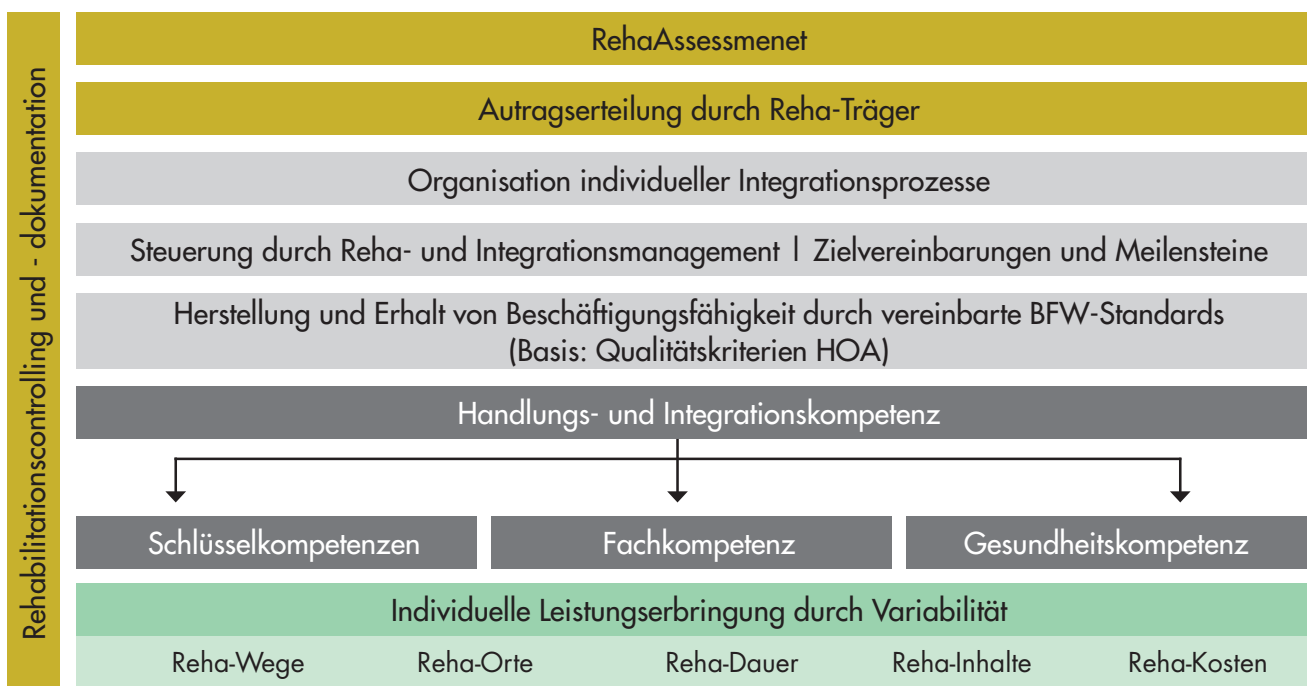 Rehabilitationscontrolling und - dokumentation
RehaAssessmenet
Autragserteilung durch Reha-Träger
Organisation individueller Integrationsprozesse
Steuerung durch Reha- und Integrationsmanagement | Zielvereinbarungen und Meilensteine
Herstellung und Erhalt von Beschäftigungsfähigkeit durch vereinbarte BFW-Standards
(Basis: Qualitätskriterien HOA)
Handlungs- und Integrationskompetenz
Schlüsselkompetenzen Fachkompetenz Gesundheitskompetenz
Individuelle Leistungserbringung durch Variabilität
Reha-Wege Reha-Orte Reha-Dauer Reha-Inhalte Reha-Kosten